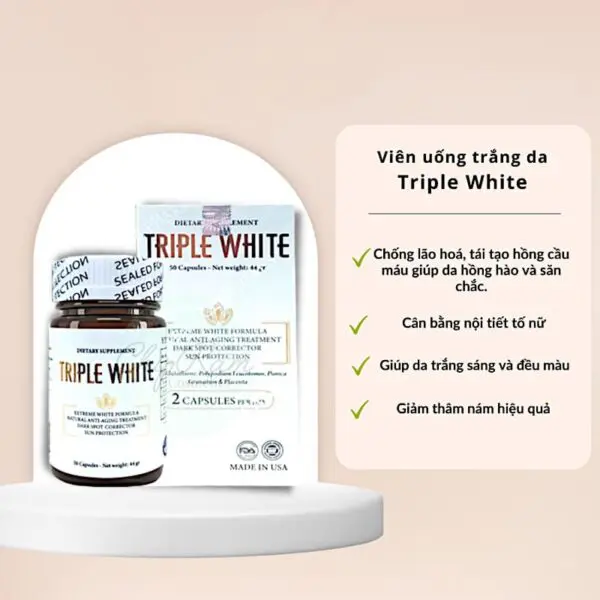 Viên uống trắng da
Triple White
Chống lão hoá, tái tạo hồng cầu
máu giúp da hồng hào và săn
chắc.
Cân bằng nội tiết tố nữ
Giúp da trắng sáng và đều màu
Giảm thâm nám hiệu quả
DIETARY SUPPLEMENT
TRIPLE WHITE
50 Capsules - Net weight: 44 gr
EXTREME WHITE FORMULA
NATURAL ANTI-AGING TREATMENT
DARK SPOT CORRECTOR
SUN PROTECTION
Polypodium Leucotomos, Punica
Granatum & Placenta
2 CAPSULES PER
FDA
MADE IN USA
SEALED FOR
DIETARY SUPPLEMENT
TRIPLE WHITE
EXTREME WHITE FORMULA
NATURAL ANTI-AGING TREATMENT
DARK SPOT CORRECTOR
SUN PROTECTION
50 Capsules - Net weight: 44 gr